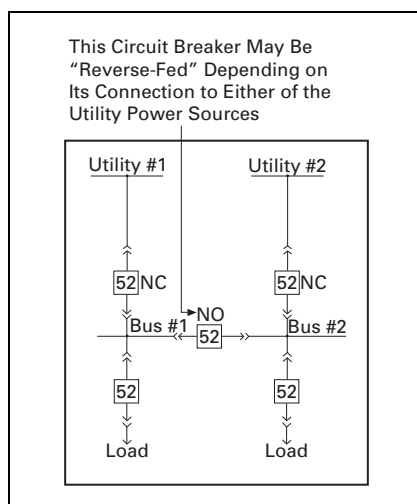 This Circuit Breaker May Be
“Reverse-Fed” Depending on
Its Connection to Either of the
Utility Power Sources
Utility #1
Utility #2
52 NC
52 NC
NO
Bus #1
52
Bus #2
52
52
Load
Load